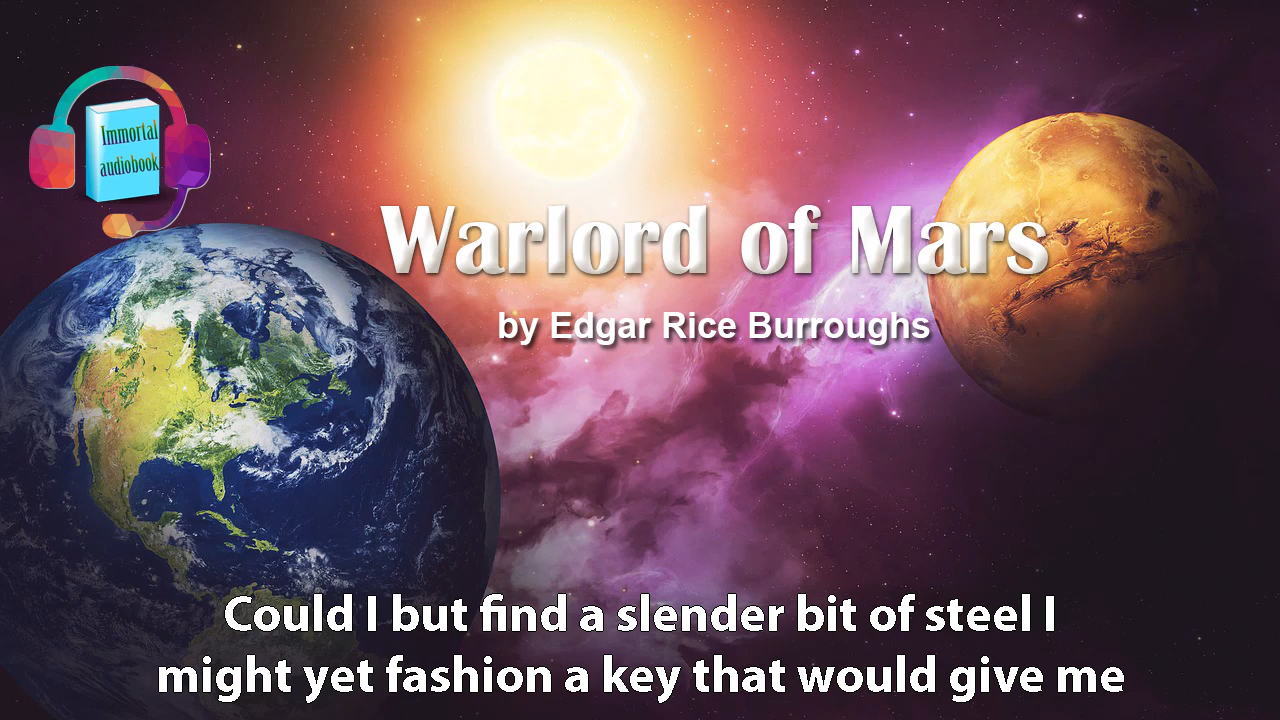 Immortal
audiobook
Warlord of Mars
by Edgar Rice Burroughs
Could I but find a slender bit of steel I
might yet fashion a key that would give me